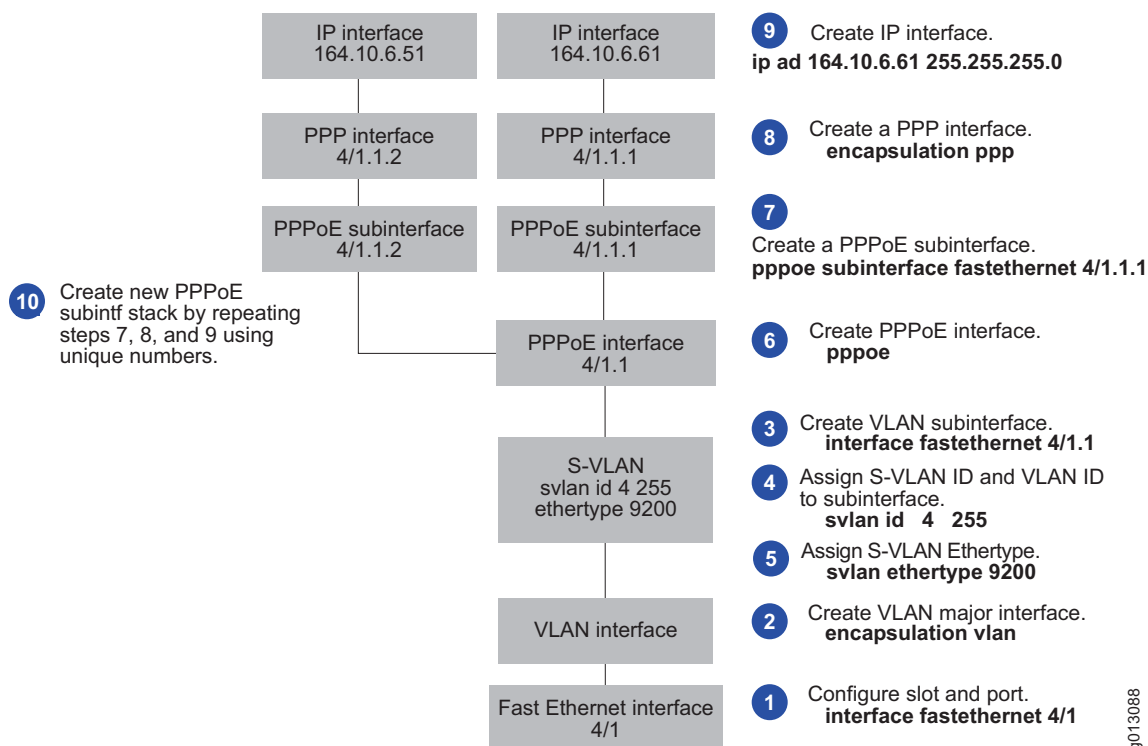 IP interface
164.10.6.51
IP interface
164.10.6.61
9 Create IP interface.
ip ad 164.10.6.61 255.255.255.0
PPP interface
4/1.1.2
PPP interface
4/1.1.1
8 Create a PPP interface.
encapsulation ppp
PPPoE subinterface
4/1.1.2
PPPoE subinterface
4/1.1.1
7
Create a PPPoE subinterface.
pppoe subinterface fastethernet 4/1.1.1
10 Create new PPPoE
subintf stack by repeating
steps 7, 8, and 9 using
unique numbers.
PPPoE interface
4/1.1
6 Create PPPoE interface.
pppoe
S-VLAN
svlan id 4 255
ethertype 9200
3 Create VLAN subinterface.
interface fastethernet 4/1.1
4 Assign S-VLAN ID and VLAN ID
to subinterface.
svlan id 4 255
5 Assign S-VLAN Ethertype.
svlan ethertype 9200
VLAN interface
2 Create VLAN major interface.
encapsulation vlan
Fast Ethernet interface
4/1
1 Configure slot and port.
interface fastethernet 4/1
g013088